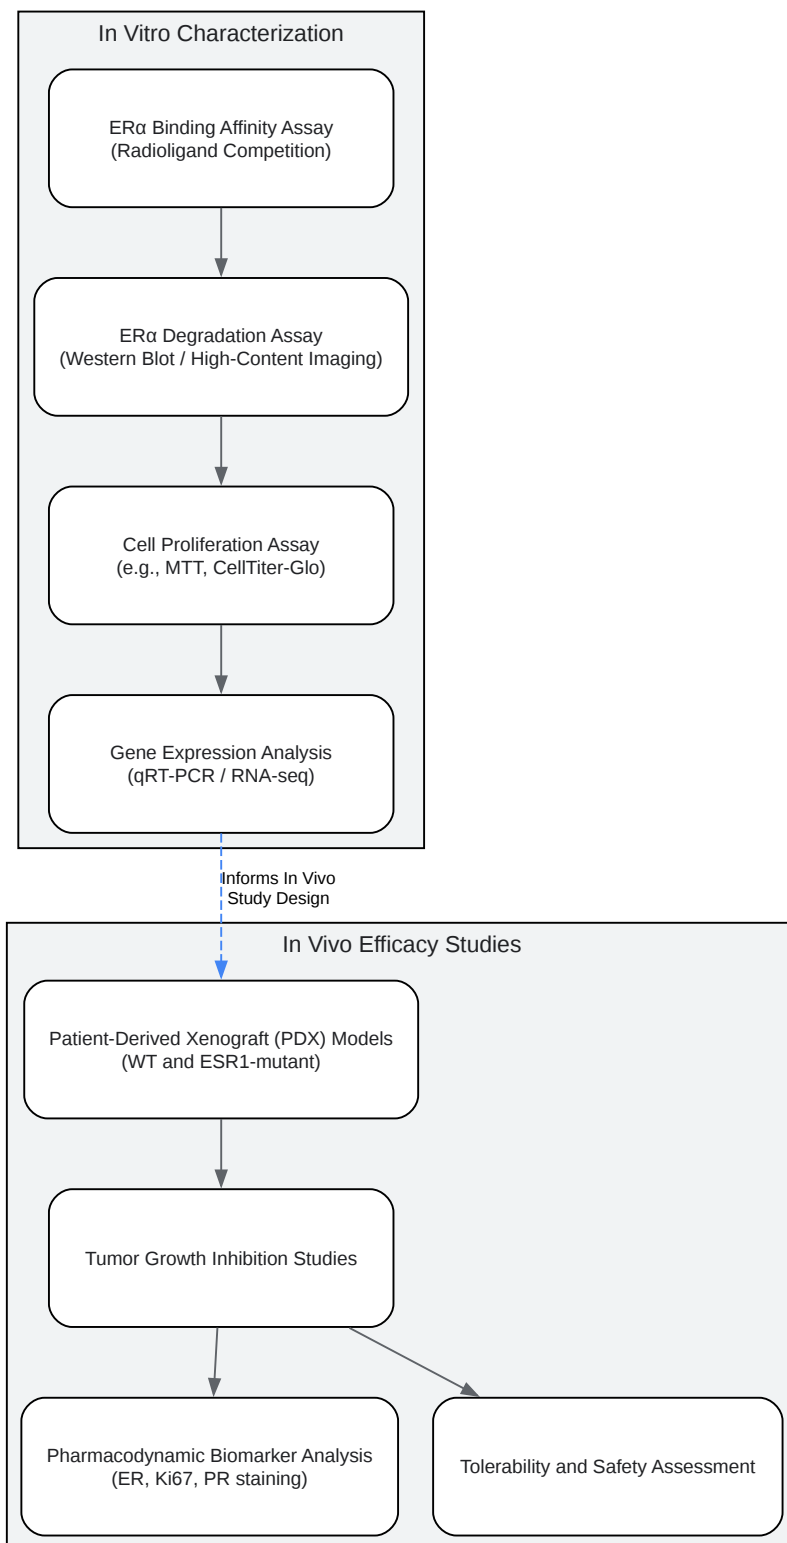 In Vitro Characterization
ERα Binding Affinity Assay
(Radioligand Competition)
ERα Degradation Assay
(Western Blot / High-Content Imaging)
Cell Proliferation Assay
(e.g., MTT, CellTiter-Glo)
Gene Expression Analysis
(qRT-PCR / RNA-seq)
Informs In Vivo
Study Design
In Vivo Efficacy Studies
Patient-Derived Xenograft (PDX) Models
(WT and ESR1-mutant)
Tumor Growth Inhibition Studies
Pharmacodynamic Biomarker Analysis
(ER, Ki67, PR staining)
Tolerability and Safety Assessment